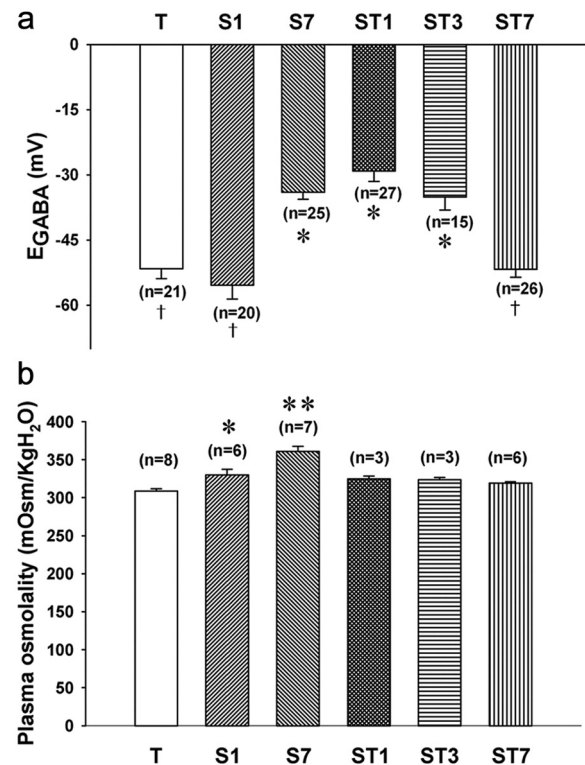 a
T S1 S7 ST1 ST3 ST7
0
-15
-30
-45
-60
EGABA (mV)
(n=21) (n=20) (n=25) (n=27) (n=15) (n=26)
† † * * * †
b
* **
(n=8) (n=6) (n=7) (n=3) (n=3) (n=6)
400
350
300
250
200
150
100
50
0
Plasma osmolality (mOsm/KgH₂O)
T S1 S7 ST1 ST3 ST7